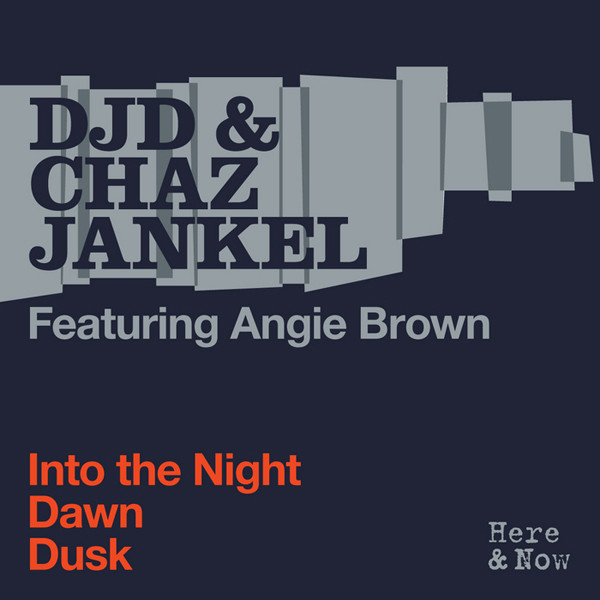 DJD &
CHAZ
JANKEL
Featuring Angie Brown
Into the Night
Dawn
Dusk
Here
& Now